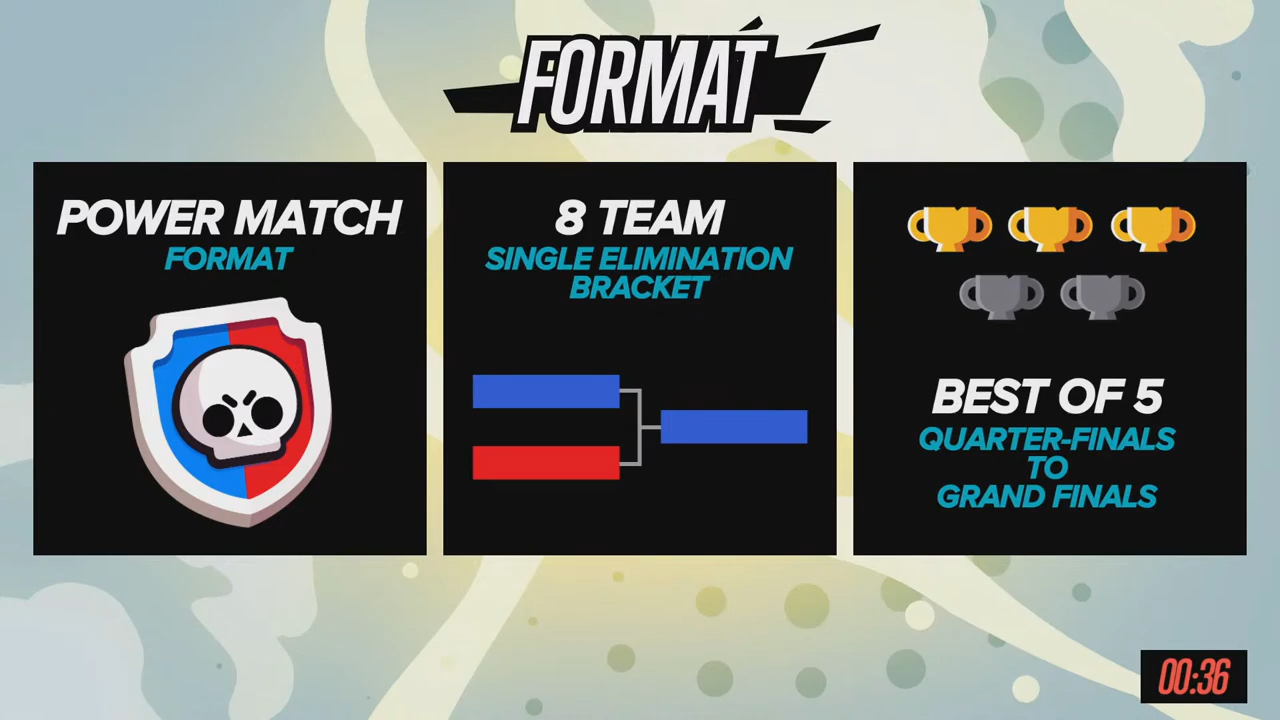 FORMAT
POWER MATCH
FORMAT
8 TEAM
SINGLE ELIMINATION
BRACKET
BEST OF 5
QUARTER-FINALS
TO
GRAND FINALS
00:36